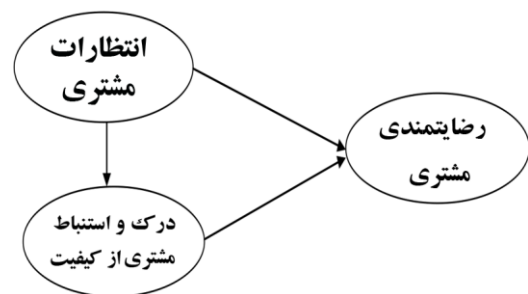 انتظارات
مشتری
رضایتمندی
مشتری
درک و استنباط
مشتری از کیفیت